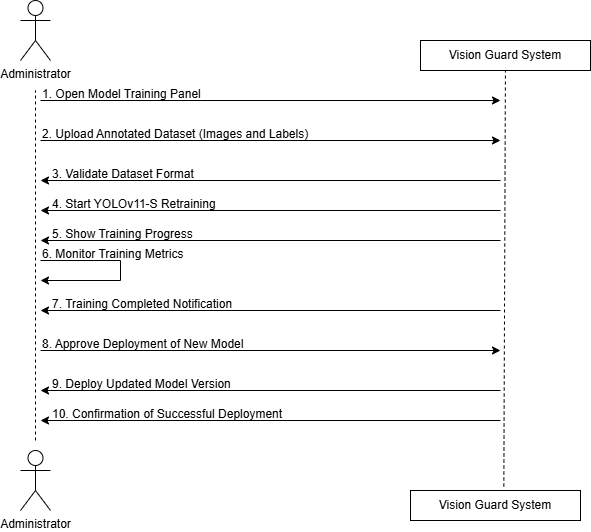 Administrator
Vision Guard System
1. Open Model Training Panel
2. Upload Annotated Dataset (Images and Labels)
3. Validate Dataset Format
4. Start YOLOv11-S Retraining
5. Show Training Progress
6. Monitor Training Metrics
7. Training Completed Notification
8. Approve Deployment of New Model
9. Deploy Updated Model Version
10. Confirmation of Successful Deployment
Administrator
Vision Guard System